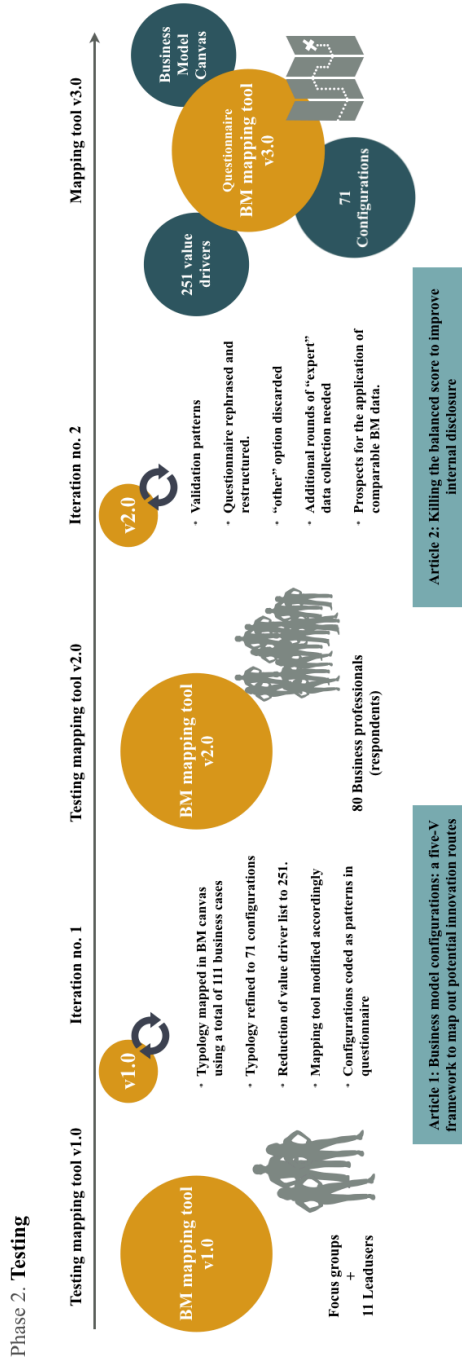 Phase 2. Testing
Testing mapping tool v1.0
BM mapping tool
v1.0
Focus groups
+
11 Leadusers
Iteration no. 1
v1.0
· Typology mapped in BM canvas
using a total of 111 business cases
· Typology refined to 71 configurations
· Reduction of value driver list to 251.
· Mapping tool modified accordingly
· Configurations coded as patterns in
questionnaire
Testing mapping tool v2.0
BM mapping tool
v2.0
80 Business professionals
(respondents)
Iteration no. 2
v2.0
· Validation patterns
· Questionnaire rephrased and
restructured.
· “other” option discarded
· Additional rounds of “expert”
data collection needed
· Prospects for the application of
comparable BM data.
Mapping tool v3.0
251 value
drivers
Questionnaire
BM mapping tool
v3.0
Business
Model
Canvas
71
Configurations
Article 1: Business model configurations: a five-V
framework to map out potential innovation routes
Article 2: Killing the balanced score to improve
internal disclosure